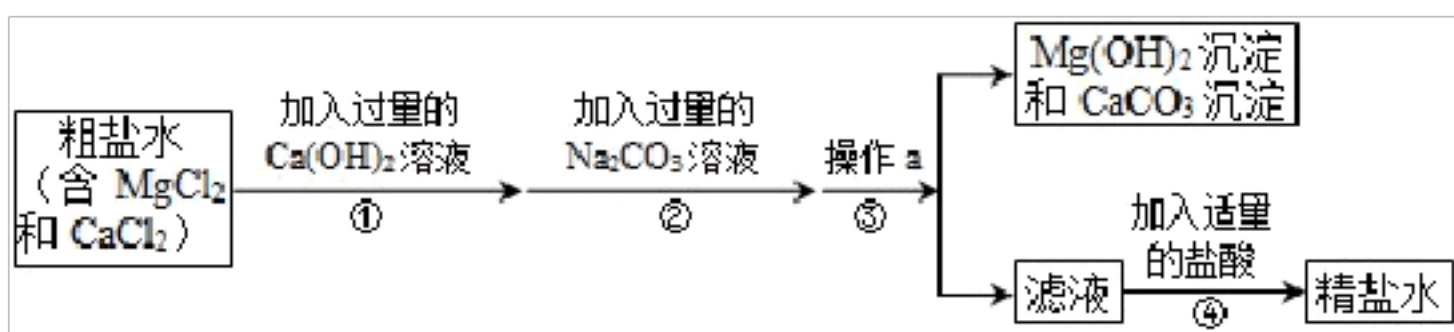 粗盐水
（含 MgCl₂
和 CaCl₂）
加入过量的
Ca(OH)₂溶液
①
加入过量的
Na₂CO₃溶液
②
操作 a
③
Mg(OH)₂沉淀
和 CaCO₃沉淀
滤液
加入适量
的盐酸
④
精盐水